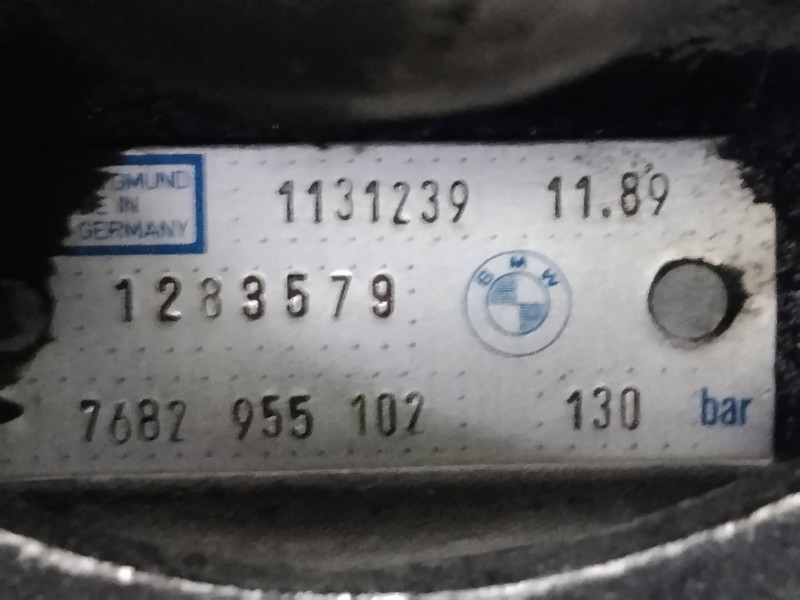 GMUND
E IN
GERMANY
1131239 11.89
1283579 BMW
7682 955 102 130 bar